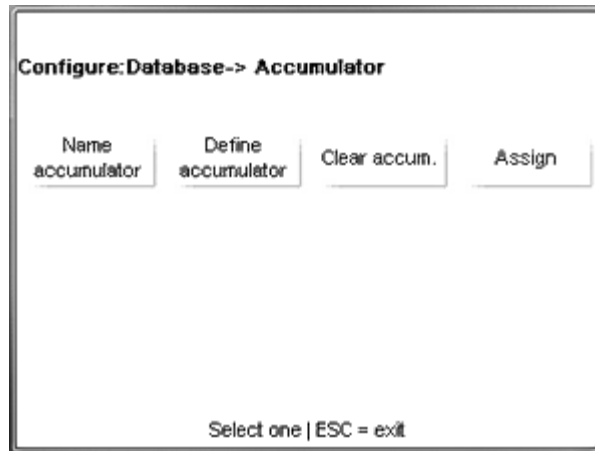 Configure:Database-> Accumulator
Name
accumulator
Define
accumulator
Clear accum.
Assign
Select one | ESC = exit